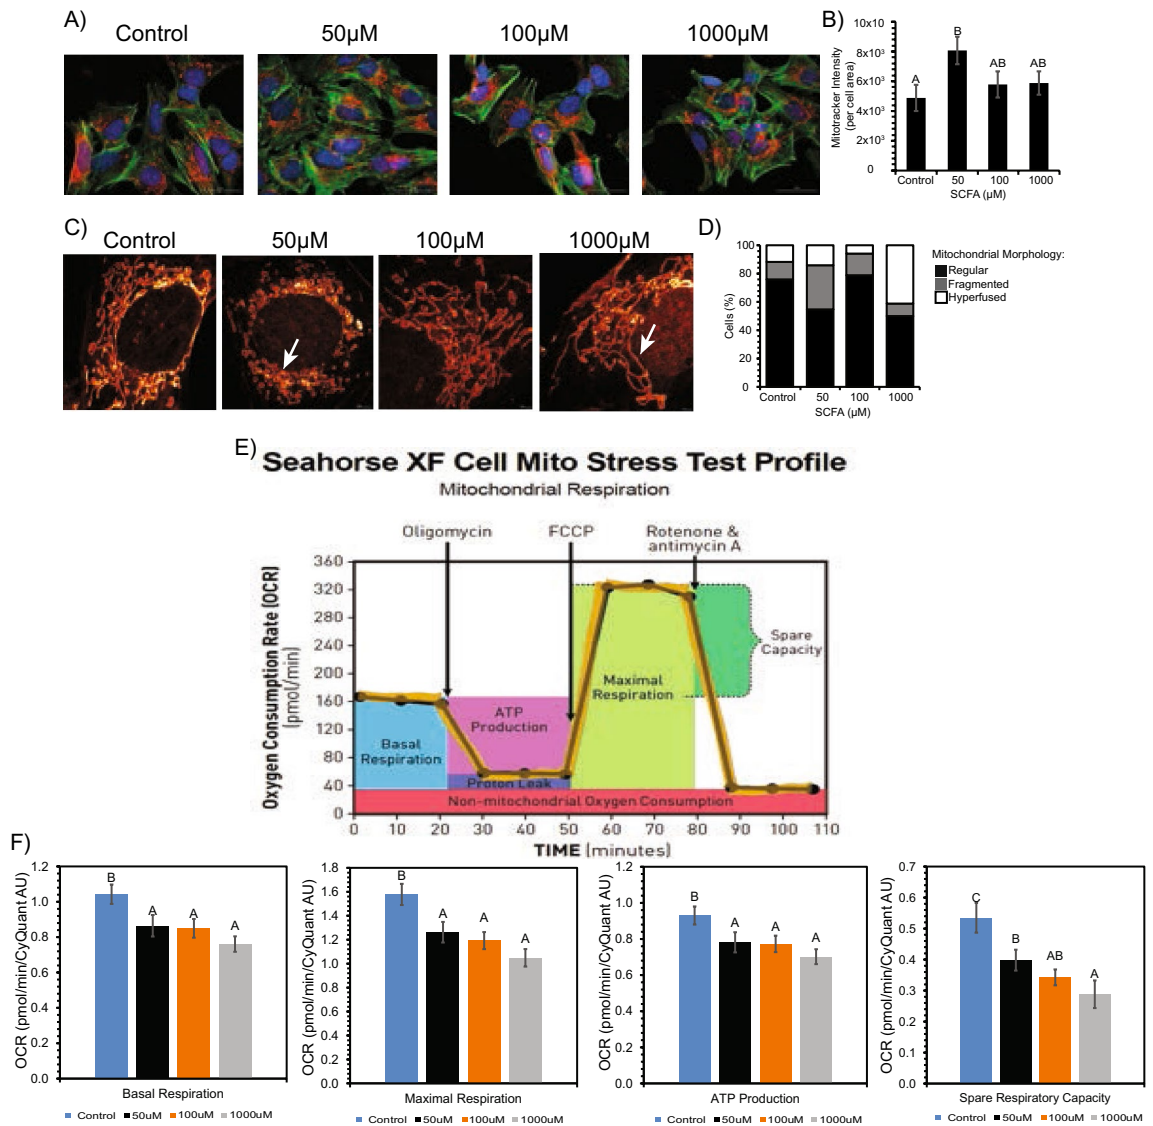 A)
Control
50µM
100µM
1000µM
B)
Mitotracker Intensity
(per cell area)
10x10
8x10³
6x10³
4x10³
2x10³
0
A
B
AB
AB
Control
50
100
1000
SCFA (µM)
C)
Control
50µM
100µM
1000µM
D)
Cells (%)
100
80
60
40
20
0
Control
50
100
1000
SCFA (µM)
Mitochondrial Morphology:
Regular
Fragmented
Hyperfused
E)
Seahorse XF Cell Mito Stress Test Profile
Mitochondrial Respiration
Oligomycin
FCCP
Rotenone &
antimycin A
Oxygen Consumption Rate (OCR)
(pmol/min)
360
320
280
240
200
160
120
80
40
0
Basal
Respiration
ATP
Production
Proton Leak
Maximal
Respiration
Spare
Capacity
Non-mitochondrial Oxygen Consumption
0 10 20 30 40 50 60 70 80 90 100 110
TIME (minutes)
F)
OCR (pmol/min/CyQuant AU)
1.2
1.0
0.8
0.6
0.4
0.2
0.0
B
A
A
A
Basal Respiration
Control 50uM 100uM 1000uM
OCR (pmol/min/CyQuant AU)
1.8
1.6
1.4
1.2
1.0
0.8
0.6
0.4
0.2
0.0
B
A
A
A
Maximal Respiration
Control 50uM 100uM 1000uM
OCR (pmol/min/CyQuant AU)
1.2
1.0
0.8
0.6
0.4
0.2
0.0
B
A
A
A
ATP Production
Control 50uM 100uM 1000uM
OCR (pmol/min/CyQuant AU)
0.7
0.6
0.5
0.4
0.3
0.2
0.1
0.0
C
B
AB
A
Spare Respiratory Capacity
Control 50uM 100uM 1000uM